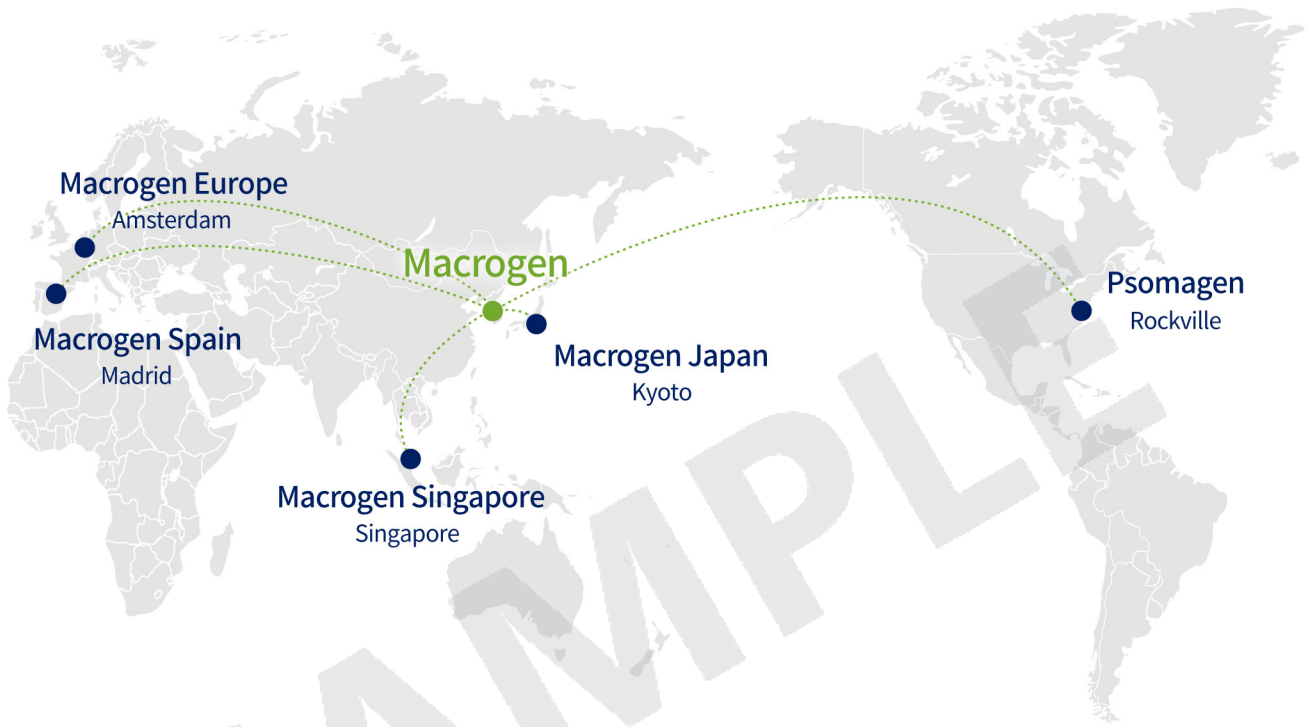 Macrogen Europe
Amsterdam
Macrogen
Psomagen
Rockville
Macrogen Spain
Madrid
Macrogen Japan
Kyoto
Macrogen Singapore
Singapore
AMPLE